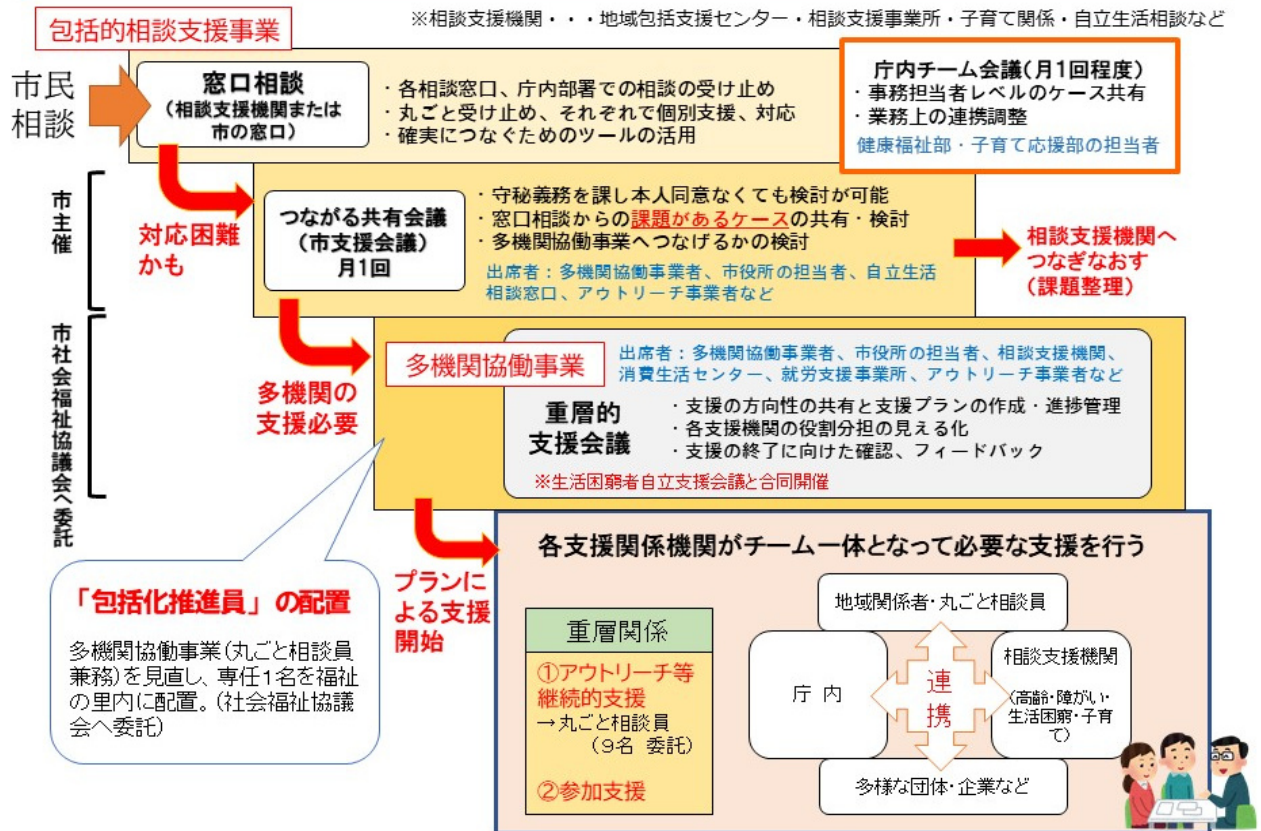 ※相談支援機関・・・地域包括支援センター・相談支援事業所・子育て関係・自立生活相談など
包括的相談支援事業
市民
相談
窓口相談
(相談支援機関または
市の窓口)
・各相談窓口、庁内部署での相談の受け止め
・丸ごと受け止め、それぞれで個別支援、対応
・確実につなぐためのツールの活用
庁内チーム会議(月1回程度)
・事務担当者レベルのケース共有
・業務上の連携調整
健康福祉部・子育て応援部の担当者
市主催
対応困難
かも
つながる共有会議
(市支援会議)
月1回
・守秘義務を課し本人同意なくても検討が可能
・窓口相談からの課題があるケースの共有・検討
・多機関協働事業へつなげるかの検討
出席者：多機関協働事業者、市役所の担当者、自立生活
相談窓口、アウトリーチ事業者など
相談支援機関へ
つなぎなおす
(課題整理)
市社会福祉協議会へ委託
多機関の
支援必要
多機関協働事業
出席者：多機関協働事業者、市役所の担当者、相談支援機関、
消費生活センター、就労支援事業所、アウトリーチ事業者など
重層的
支援会議
・支援の方向性の共有と支援プランの作成・進捗管理
・各支援機関の役割分担の見える化
・支援の終了に向けた確認、フィードバック
※生活困窮者自立支援会議と合同開催
「包括化推進員」の配置
多機関協働事業(丸ごと相談員
兼務)を見直し、専任1名を福祉
の里内に配置。(社会福祉協議
会へ委託)
プランに
よる支援
開始
各支援関係機関がチーム一体となって必要な支援を行う
重層関係
①アウトリーチ等
継続的支援
→丸ごと相談員
(9名 委託)
②参加支援
地域関係者・丸ごと相談員
庁 内
連
携
相談支援機関
(高齢・障がい・
生活困窮・子育
て)
多様な団体・企業など